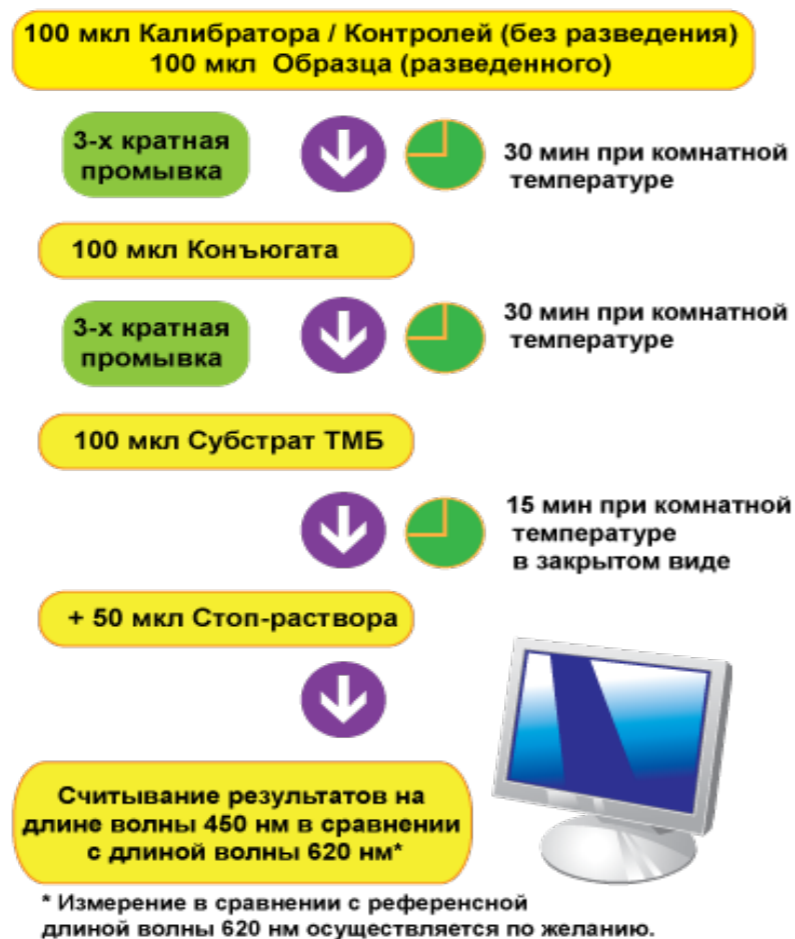 100 мкл Калибратора / Контролей (без разведения)
100 мкл Образца (разведенного)
3-х кратная
промывка
30 мин при комнатной
температуре
100 мкл Конъюгата
3-х кратная
промывка
30 мин при комнатной
температуре
100 мкл Субстрат ТМБ
15 мин при комнатной
температуре
в закрытом виде
+ 50 мкл Стоп-раствора
Считывание результатов на
длине волны 450 нм в сравнении
с длиной волны 620 нм*
* Измерение в сравнении с референсной
длиной волны 620 нм осуществляется по желанию.